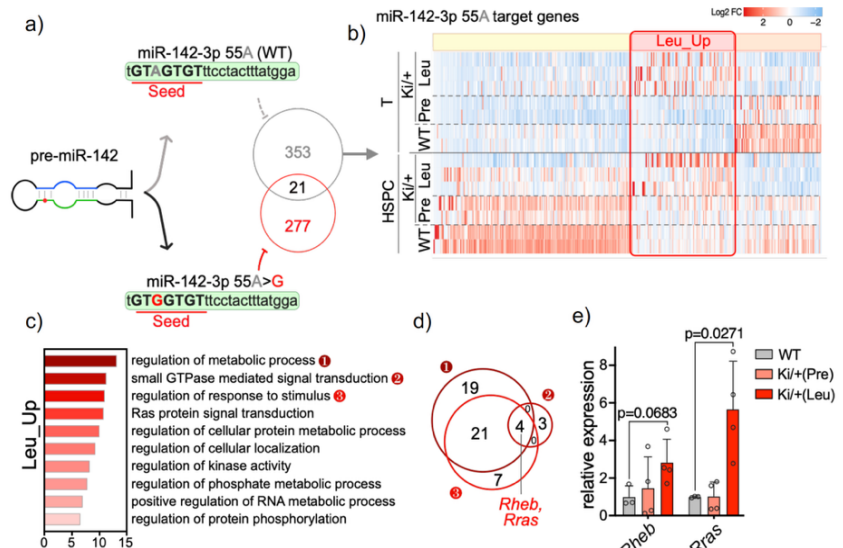 a)
miR-142-3p 55A (WT)
tGTAGTGTttcctactttatgga
Seed
pre-miR-142
353
21
277
miR-142-3p 55A>G
tGTGGTGTttcctactttatgga
Seed
b)
miR-142-3p 55A target genes
Log2 FC
2 0 -2
Leu_Up
T
Ki/+
Leu
Pre
WT
HSPC
Ki/+
Leu
Pre
WT
c)
Leu_Up
regulation of metabolic process 1
small GTPase mediated signal transduction 2
regulation of response to stimulus 3
Ras protein signal transduction
regulation of cellular protein metabolic process
regulation of cellular localization
regulation of kinase activity
regulation of phosphate metabolic process
positive regulation of RNA metabolic process
regulation of protein phosphorylation
0 5 10 15
d)
1
2
3
19
0
3
21
4
0
7
Rheb,
Rras
e)
relative expression
8
6
4
2
0
p=0.0683
p=0.0271
WT
Ki/+(Pre)
Ki/+(Leu)
Rheb
Rras